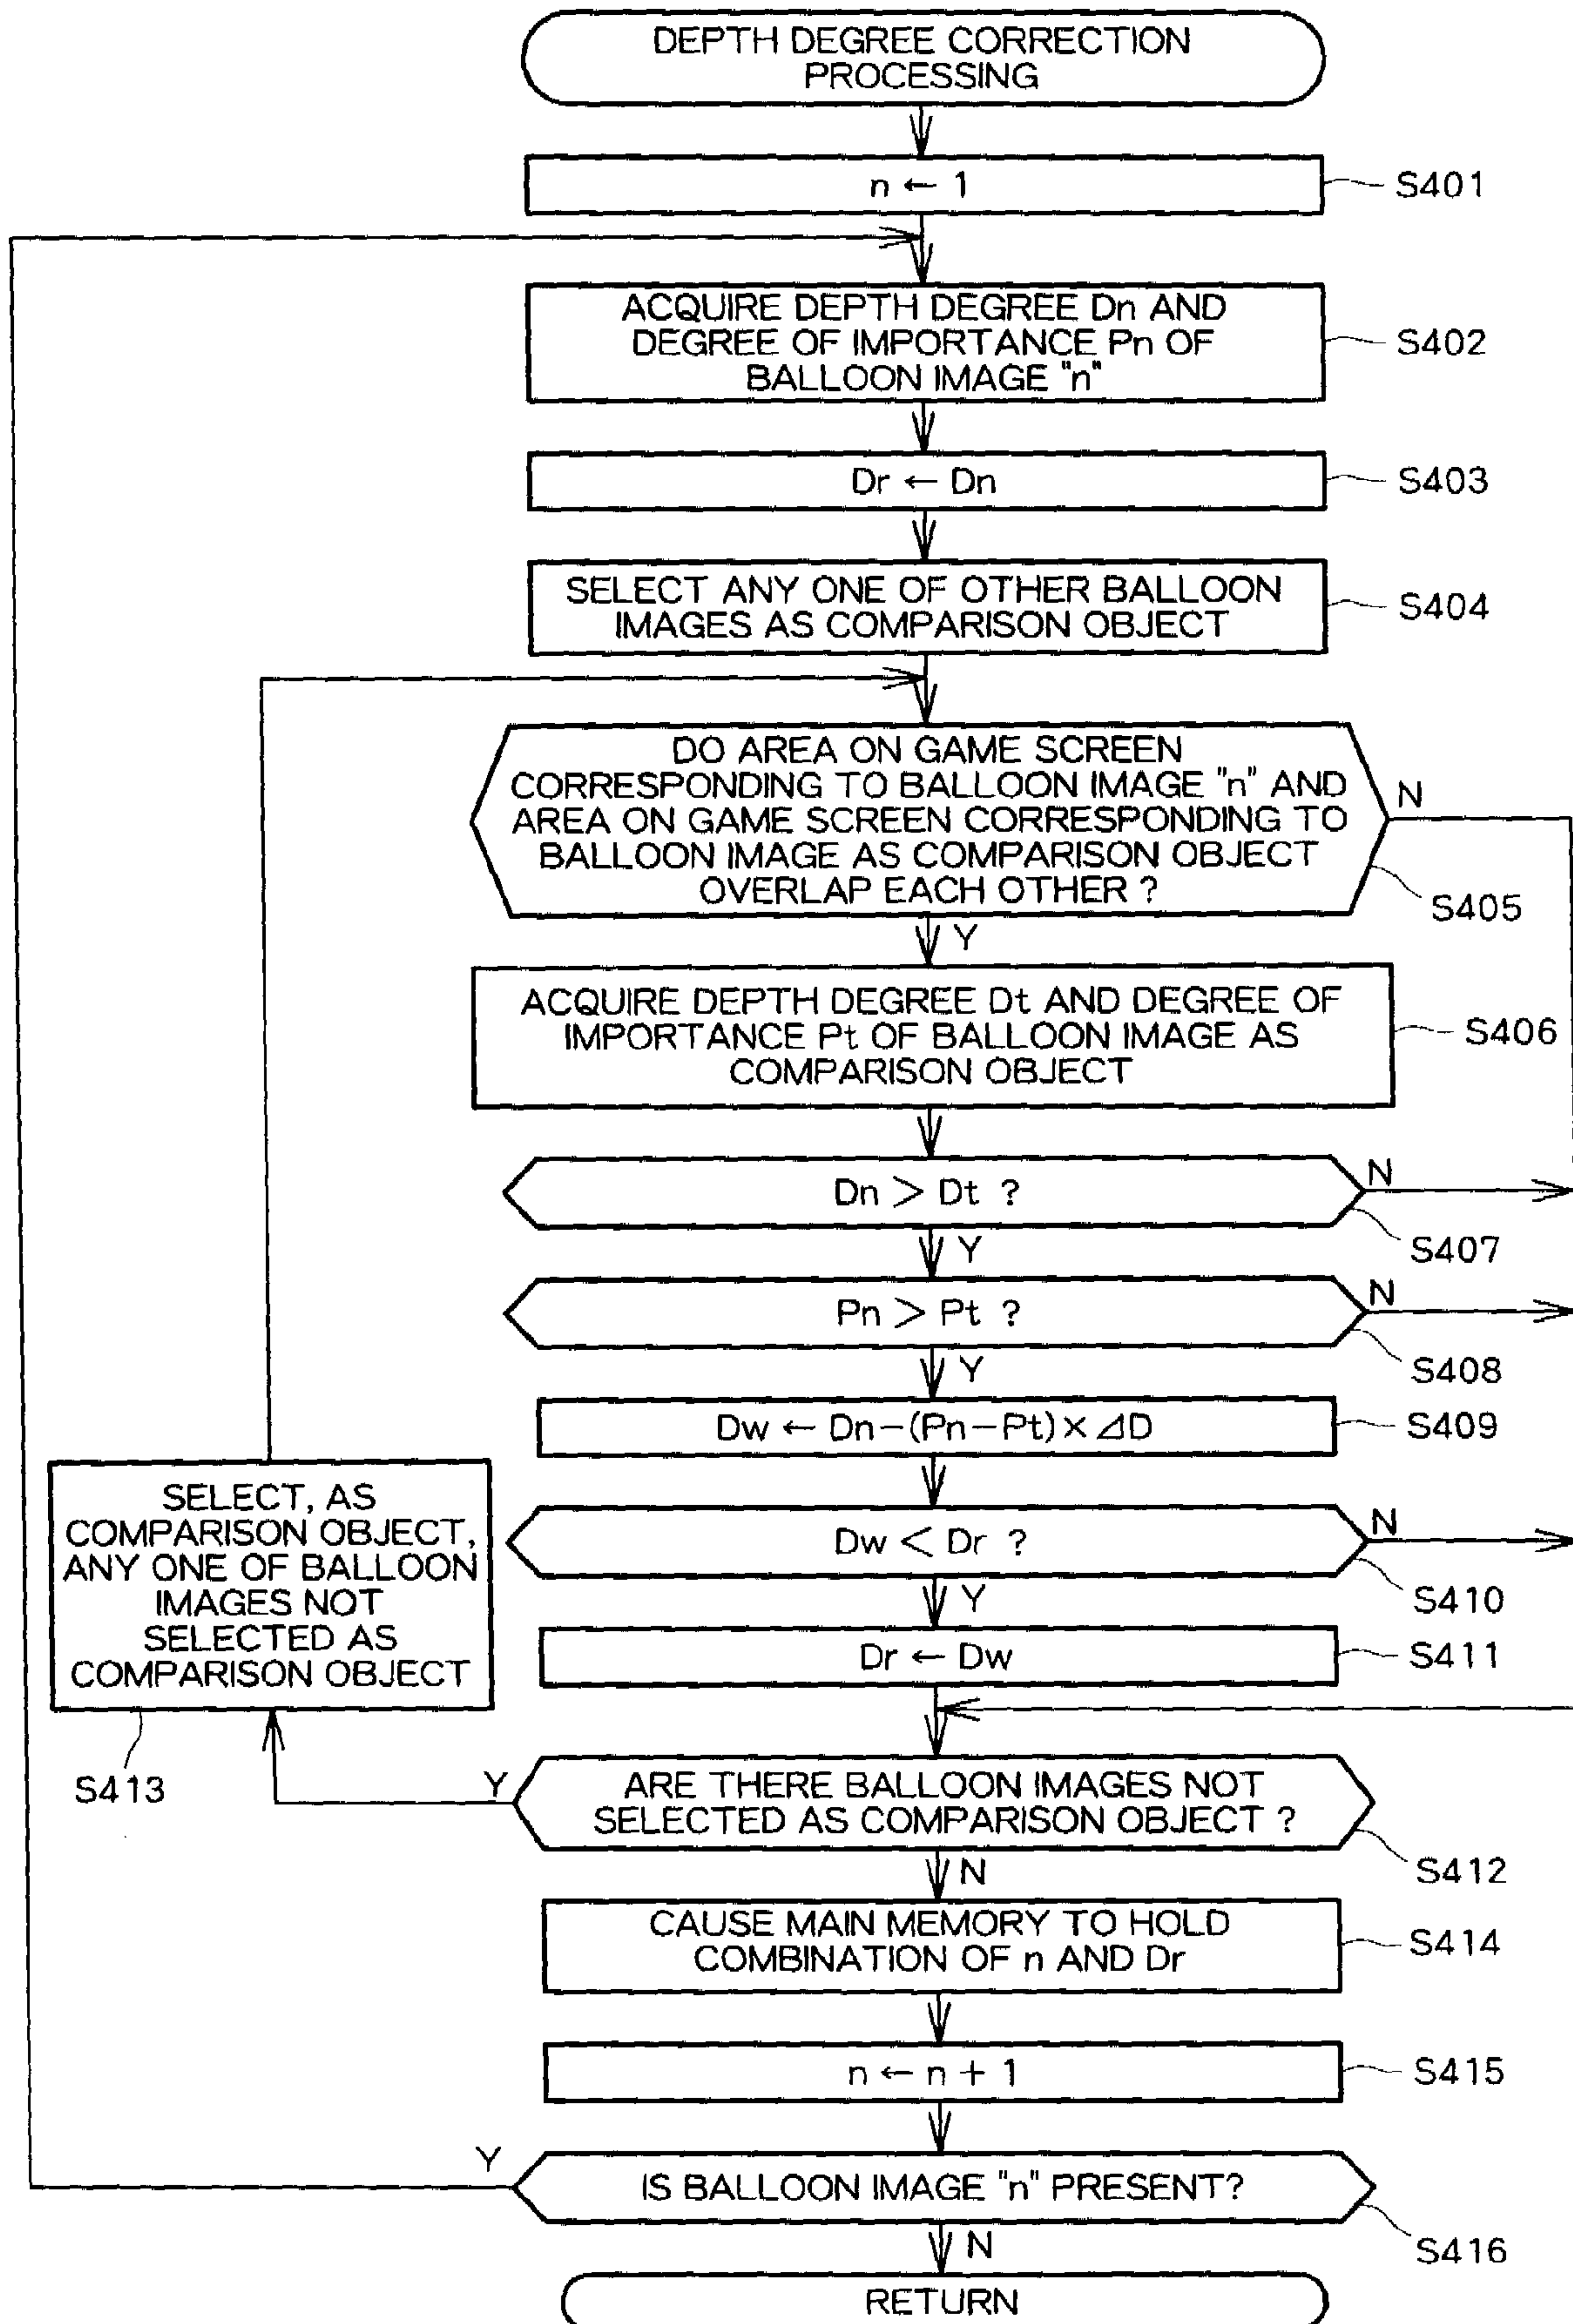 DEPTH DEGREE CORRECTION
PROCESSING
n ← 1
S401
ACQUIRE DEPTH DEGREE Dn AND
DEGREE OF IMPORTANCE Pn OF
BALLOON IMAGE "n"
S402
Dr ← Dn
S403
SELECT ANY ONE OF OTHER BALLOON
IMAGES AS COMPARISON OBJECT
S404
DO AREA ON GAME SCREEN
CORRESPONDING TO BALLOON IMAGE "n" AND
AREA ON GAME SCREEN CORRESPONDING TO
BALLOON IMAGE AS COMPARISON OBJECT
OVERLAP EACH OTHER ?
N
S405
Y
ACQUIRE DEPTH DEGREE Dt AND DEGREE OF
IMPORTANCE Pt OF BALLOON IMAGE AS
COMPARISON OBJECT
S406
Dn > Dt ?
N
S407
Y
Pn > Pt ?
N
S408
Y
Dw ← Dn-(Pn-Pt)×⊿D
S409
Dw < Dr ?
N
S410
Y
Dr ← Dw
S411
SELECT, AS
COMPARISON OBJECT,
ANY ONE OF BALLOON
IMAGES NOT
SELECTED AS
COMPARISON OBJECT
S413
Y
ARE THERE BALLOON IMAGES NOT
SELECTED AS COMPARISON OBJECT ?
S412
N
CAUSE MAIN MEMORY TO HOLD
COMBINATION OF n AND Dr
S414
n ← n + 1
S415
Y
IS BALLOON IMAGE "n" PRESENT?
S416
N
RETURN